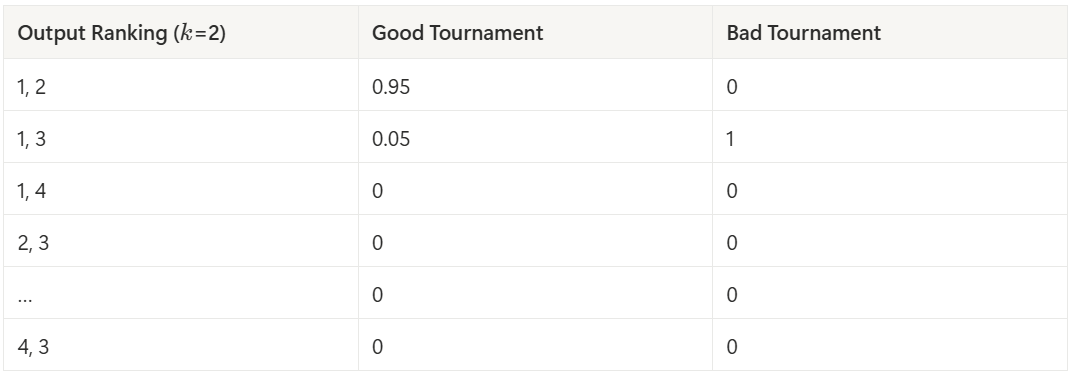 Output Ranking (k=2) Good Tournament Bad Tournament
1, 2 0.95 0
1, 3 0.05 1
1, 4 0 0
2, 3 0 0
... 0 0
4, 3 0 0